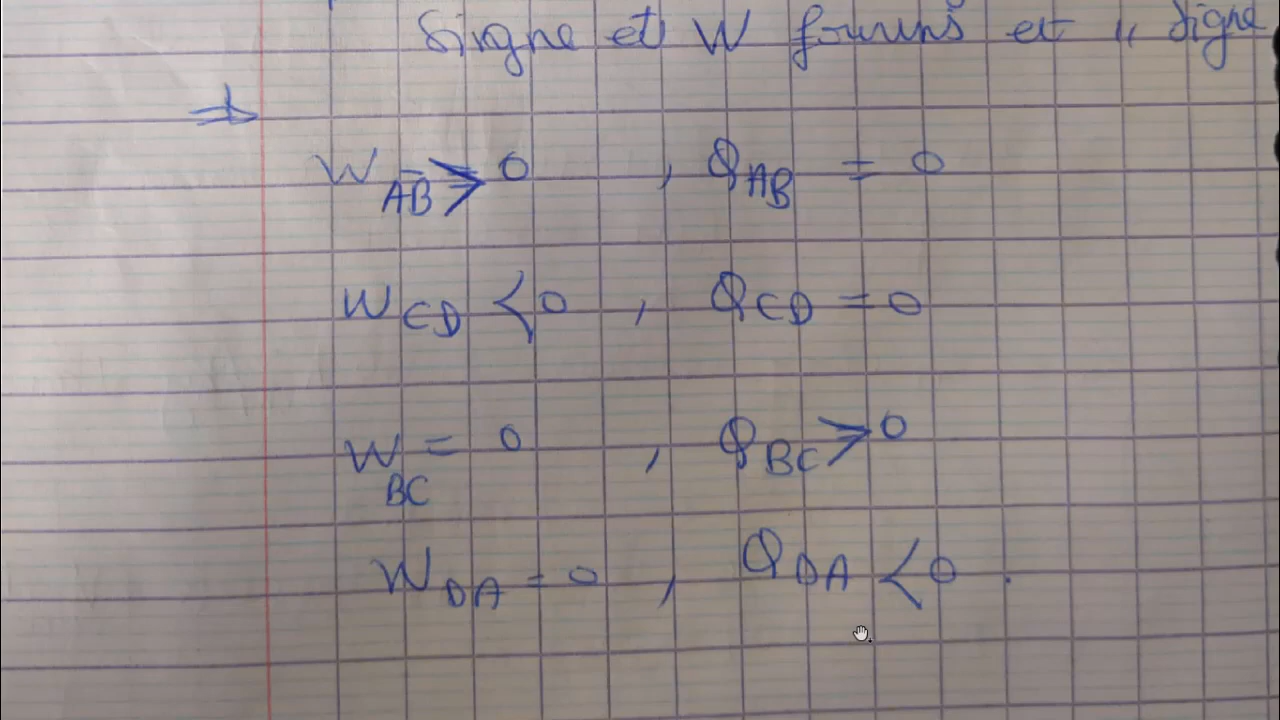 signe et W fournis et " signe
⇒
W_AB > 0 , Q_AB = 0
W_CD < 0 , Q_CD = 0
W_BC = 0 , Q_BC > 0
W_DA = 0 , Q_DA < 0 .